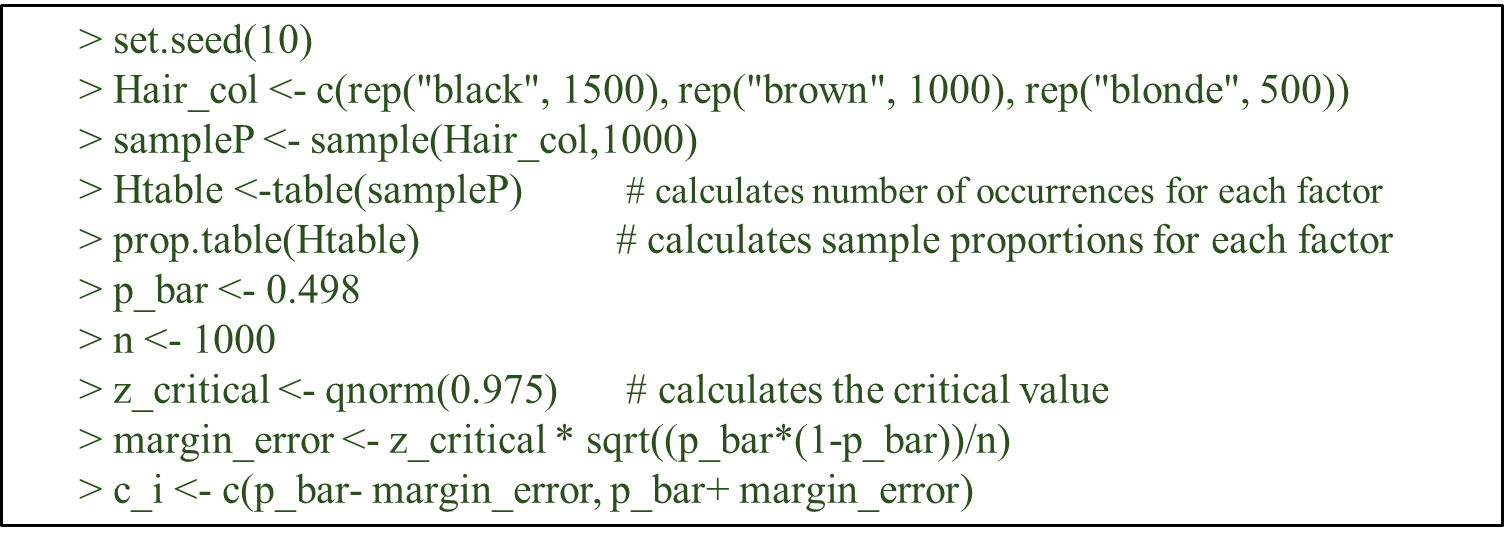 > set.seed(10)
> Hair_col <- c(rep("black", 1500), rep("brown", 1000), rep("blonde", 500))
> sampleP <- sample(Hair_col,1000)
> Htable <-table(sampleP) # calculates number of occurrences for each factor
> prop.table(Htable) # calculates sample proportions for each factor
> p_bar <- 0.498
> n <- 1000
> z_critical <- qnorm(0.975) # calculates the critical value
> margin_error <- z_critical * sqrt((p_bar*(1-p_bar))/n)
> c_i <- c(p_bar- margin_error, p_bar+ margin_error)